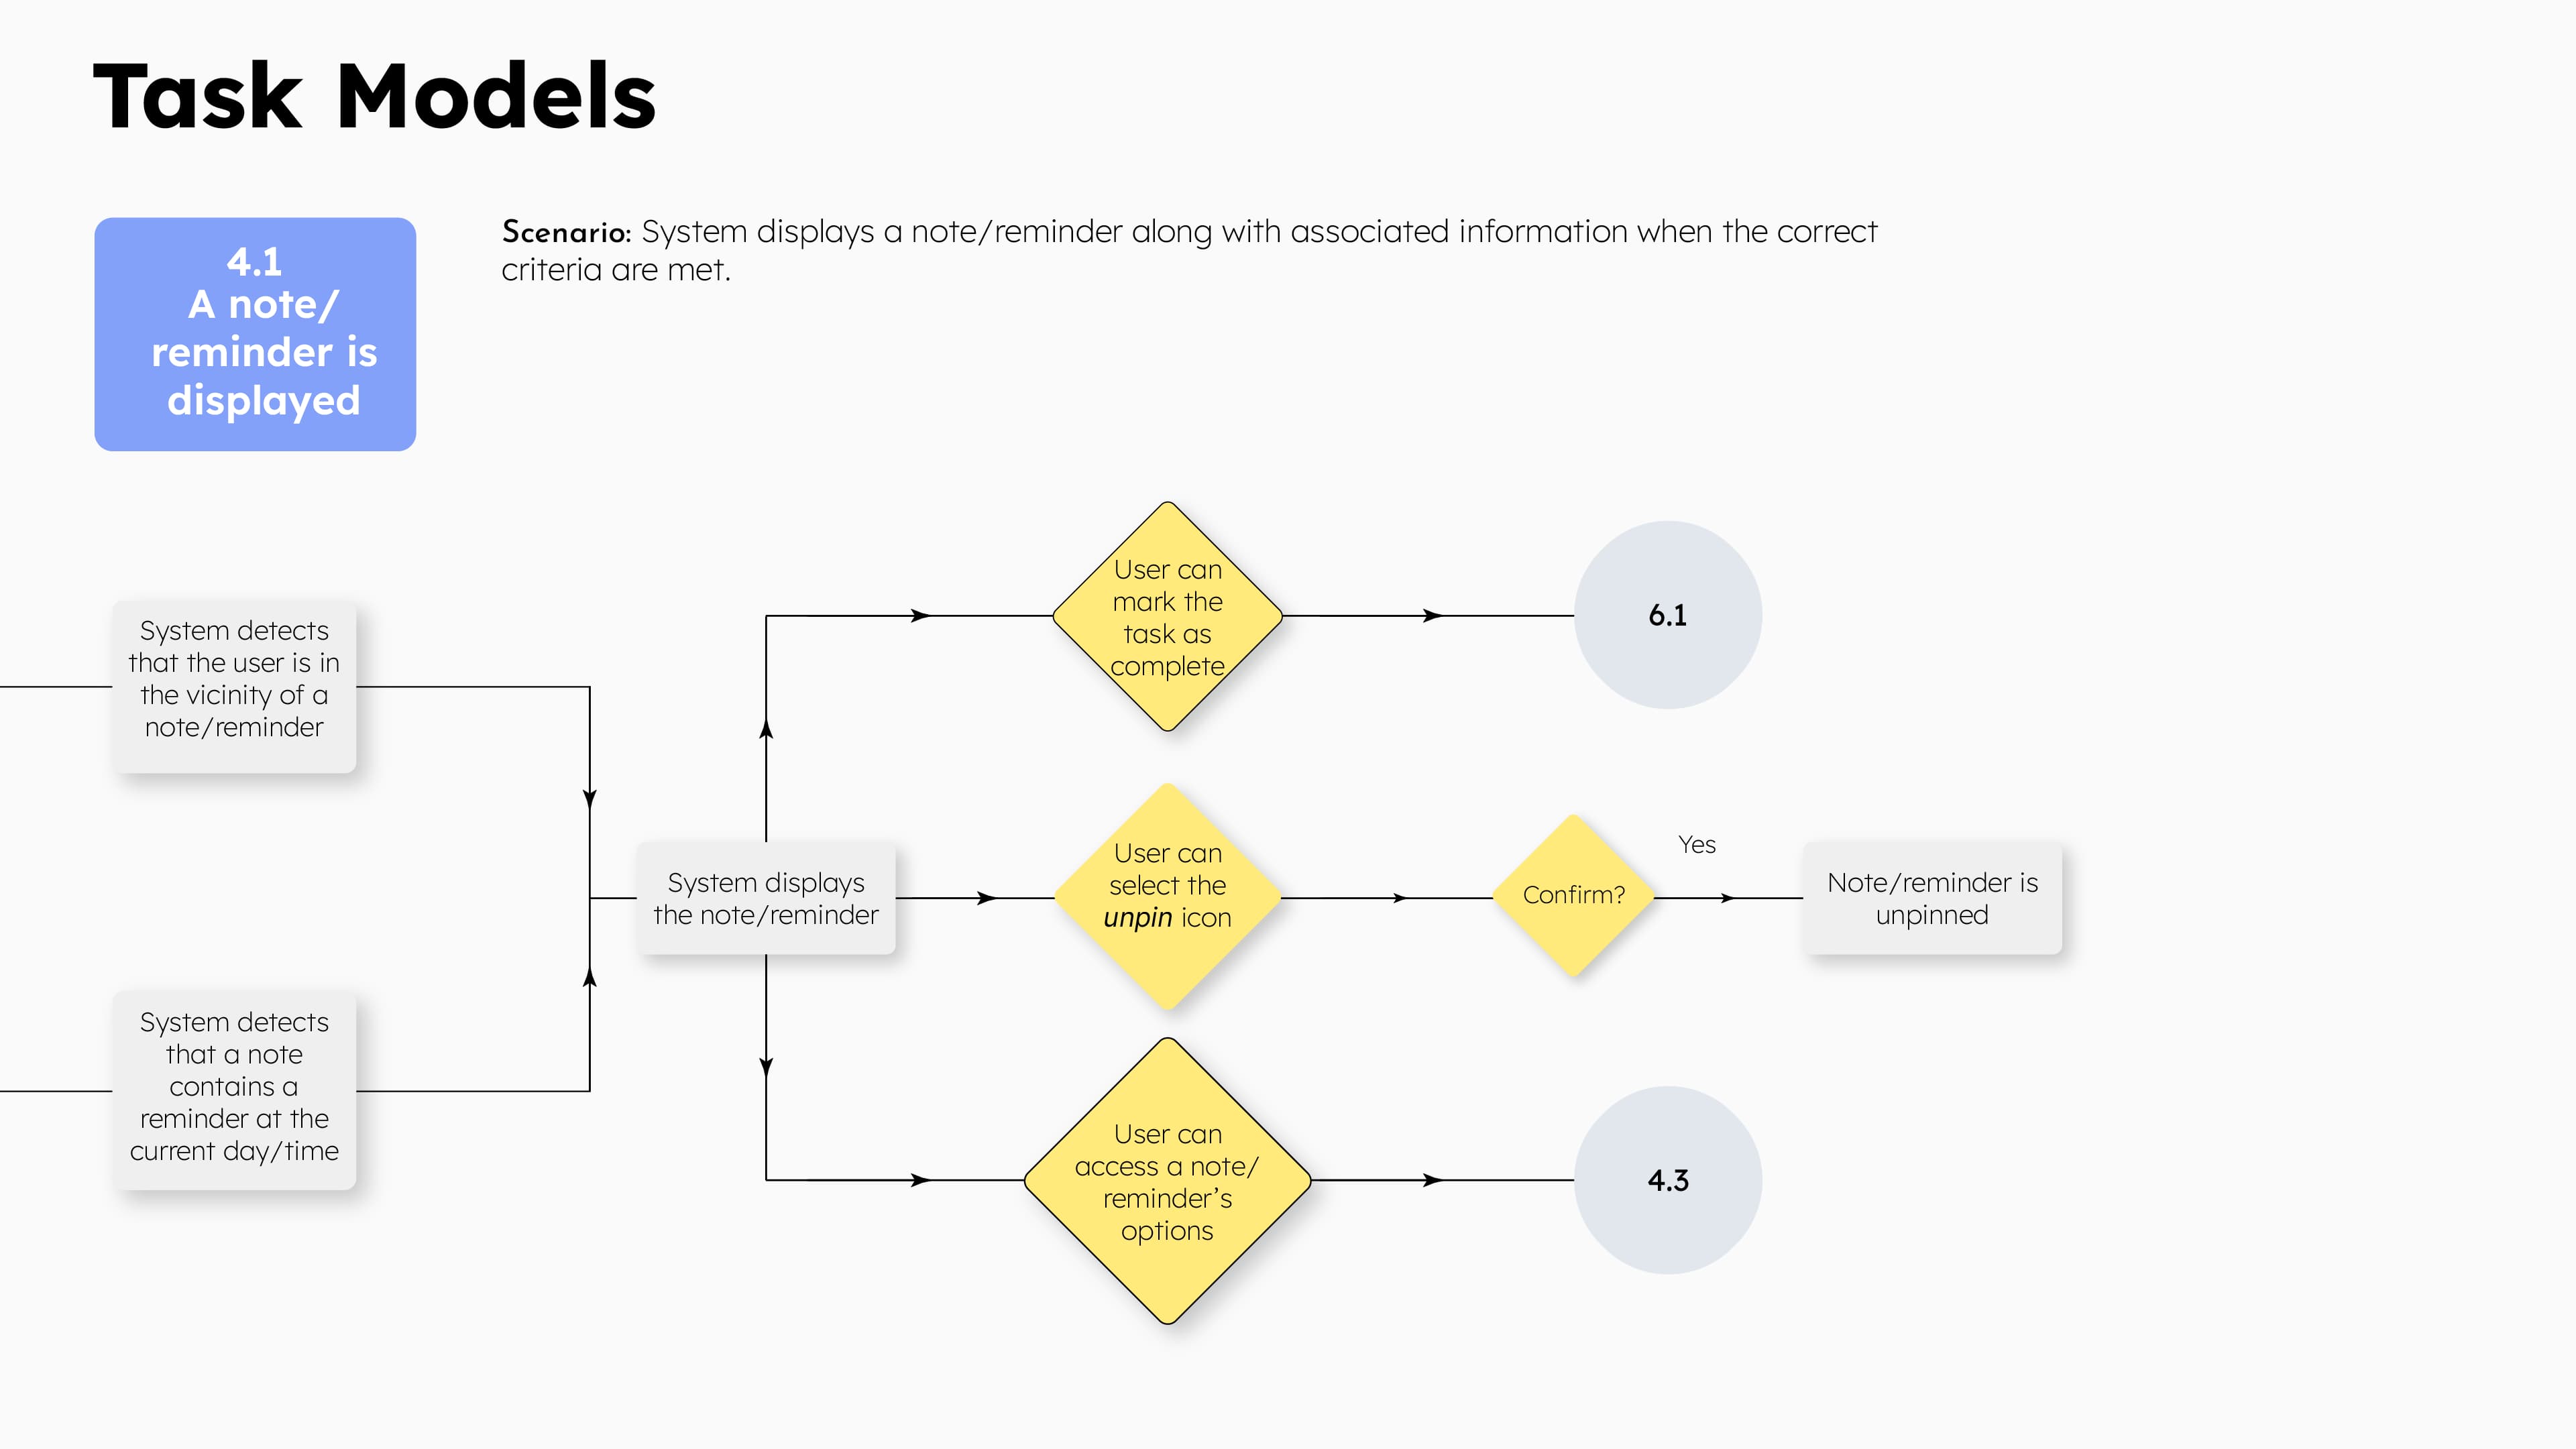 Task Models
4.1
A note/
reminder is
displayed
Scenario: System displays a note/reminder along with associated information when the correct
criteria are met.
System detects
that the user is in
the vicinity of a
note/reminder
System detects
that a note
contains a
reminder at the
current day/time
System displays
the note/reminder
User can
mark the
task as
complete
6.1
User can
select the
unpin icon
Confirm?
Yes
Note/reminder is
unpinned
User can
access a note/
reminder’s
options
4.3